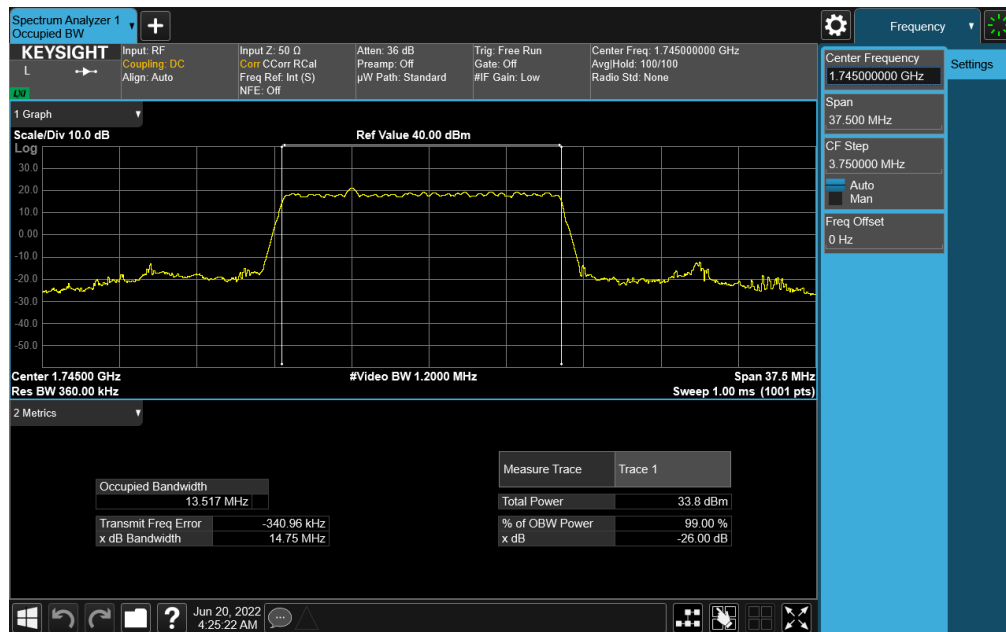 Spectrum Analyzer 1
Occupied BW
KEYSIGHT
L
LXI
Input: RF
Coupling: DC
Align: Auto
Input Z: 50 Ω
Corr CCorr RCal
Freq Ref: Int (S)
NFE: Off
Atten: 36 dB
Preamp: Off
µW Path: Standard
Trig: Free Run
Gate: Off
#IF Gain: Low
Center Freq: 1.745000000 GHz
Avg|Hold: 100/100
Radio Std: None
1 Graph
Scale/Div 10.0 dB
Ref Value 40.00 dBm
Log
30.0
20.0
10.0
0.00
-10.0
-20.0
-30.0
-40.0
-50.0
Center 1.74500 GHz
#Video BW 1.2000 MHz
Span 37.5 MHz
Res BW 360.00 kHz
Sweep 1.00 ms (1001 pts)
2 Metrics
Occupied Bandwidth
13.517 MHz
Transmit Freq Error -340.96 kHz
x dB Bandwidth 14.75 MHz
Measure Trace Trace 1
Total Power 33.8 dBm
% of OBW Power 99.00 %
x dB -26.00 dB
Frequency
Settings
Center Frequency
1.745000000 GHz
Span
37.500 MHz
CF Step
3.750000 MHz
Auto
Man
Freq Offset
0 Hz
?
Jun 20, 2022
4:25:22 AM